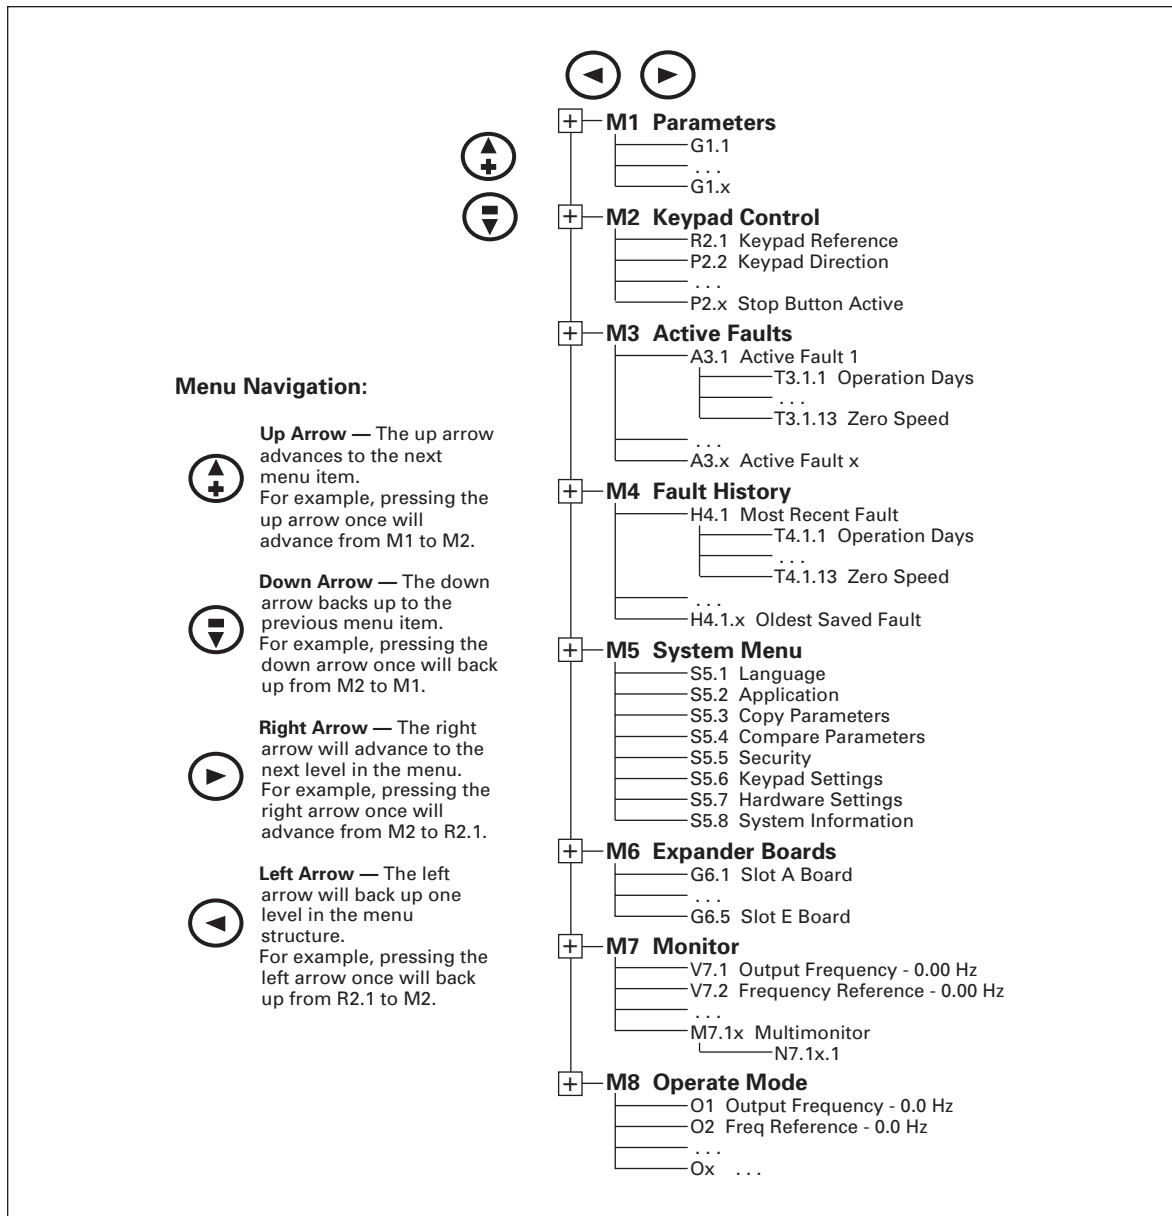 M1 Parameters
G1.1
. . .
G1.x
M2 Keypad Control
R2.1 Keypad Reference
P2.2 Keypad Direction
. . .
P2.x Stop Button Active
M3 Active Faults
A3.1 Active Fault 1
T3.1.1 Operation Days
. . .
T3.1.13 Zero Speed
. . .
A3.x Active Fault x
M4 Fault History
H4.1 Most Recent Fault
T4.1.1 Operation Days
. . .
T4.1.13 Zero Speed
. . .
H4.1.x Oldest Saved Fault
M5 System Menu
S5.1 Language
S5.2 Application
S5.3 Copy Parameters
S5.4 Compare Parameters
S5.5 Security
S5.6 Keypad Settings
S5.7 Hardware Settings
S5.8 System Information
M6 Expander Boards
G6.1 Slot A Board
. . .
G6.5 Slot E Board
M7 Monitor
V7.1 Output Frequency - 0.00 Hz
V7.2 Frequency Reference - 0.00 Hz
. . .
M7.1x Multimonitor
N7.1x.1
M8 Operate Mode
O1 Output Frequency - 0.0 Hz
O2 Freq Reference - 0.0 Hz
. . .
Ox . . .
Menu Navigation:
Up Arrow — The up arrow
advances to the next
menu item.
For example, pressing the
up arrow once will
advance from M1 to M2.
Down Arrow — The down
arrow backs up to the
previous menu item.
For example, pressing the
down arrow once will back
up from M2 to M1.
Right Arrow — The right
arrow will advance to the
next level in the menu.
For example, pressing the
right arrow once will
advance from M2 to R2.1.
Left Arrow — The left
arrow will back up one
level in the menu
structure.
For example, pressing the
left arrow once will back
up from R2.1 to M2.